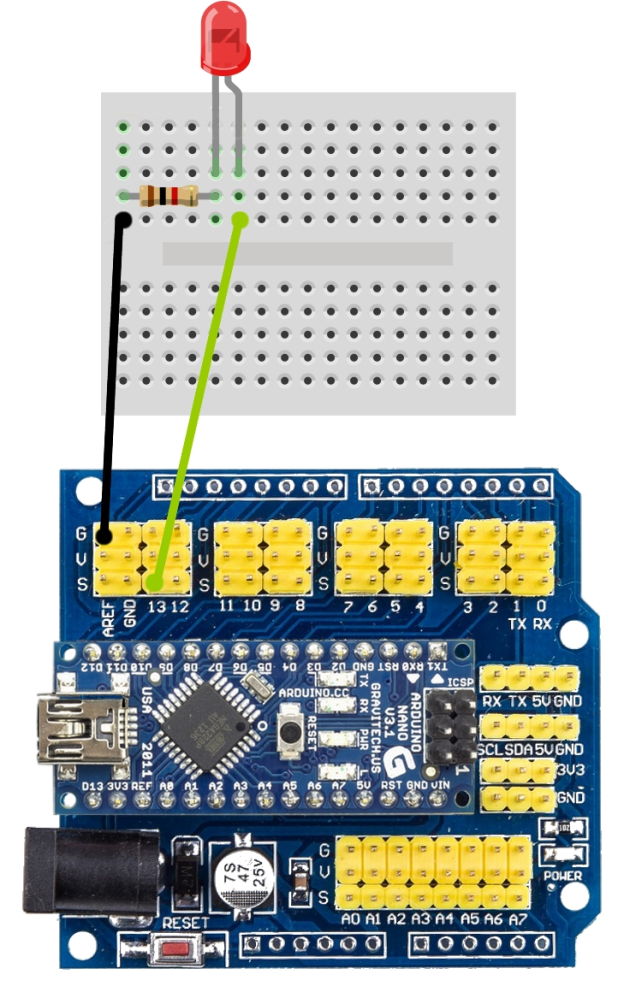 G G G G
V V V V
S S S S
AREF GND 13 12 11 10 9 8 7 6 5 4 3 2 1 0
TX RX
D12 D11 D10 D9 D8 D7 D6 D5 D4 D3 D2 GND RST RX0 TX1
USA
2011
ARDUINO.CC
TX
RX
RESET
PWR
L
GRAVITECH.US
ARDUINO
NANO
V3.1
G
ICSP
1
D13 3V3 REF A0 A1 A2 A3 A4 A5 A6 A7 5V RST GND VIN
RX TX 5V GND
SCL SDA 5V GND
3V3
GND
7S
47
25V
G
V
S
A0 A1 A2 A3 A4 A5 A6 A7
POWER
RESET